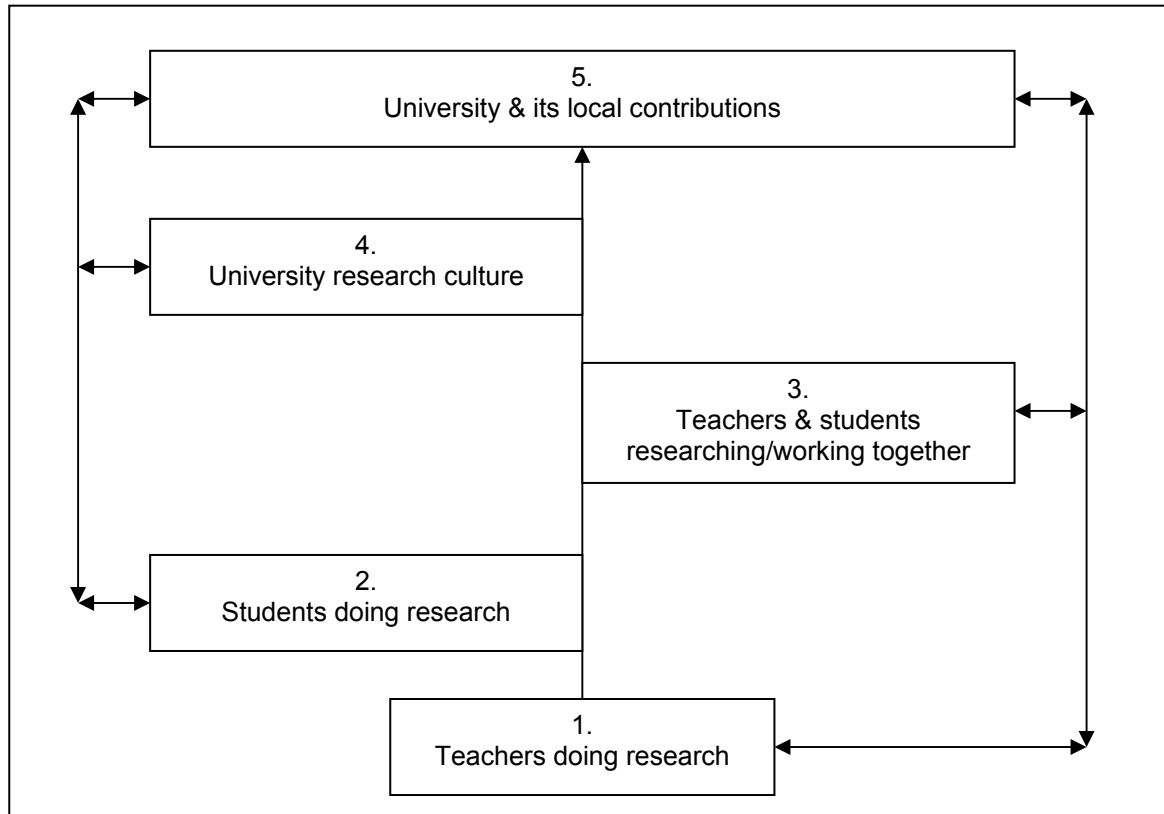 5.
University & its local contributions
4.
University research culture
3.
Teachers & students
researching/working together
2.
Students doing research
1.
Teachers doing research